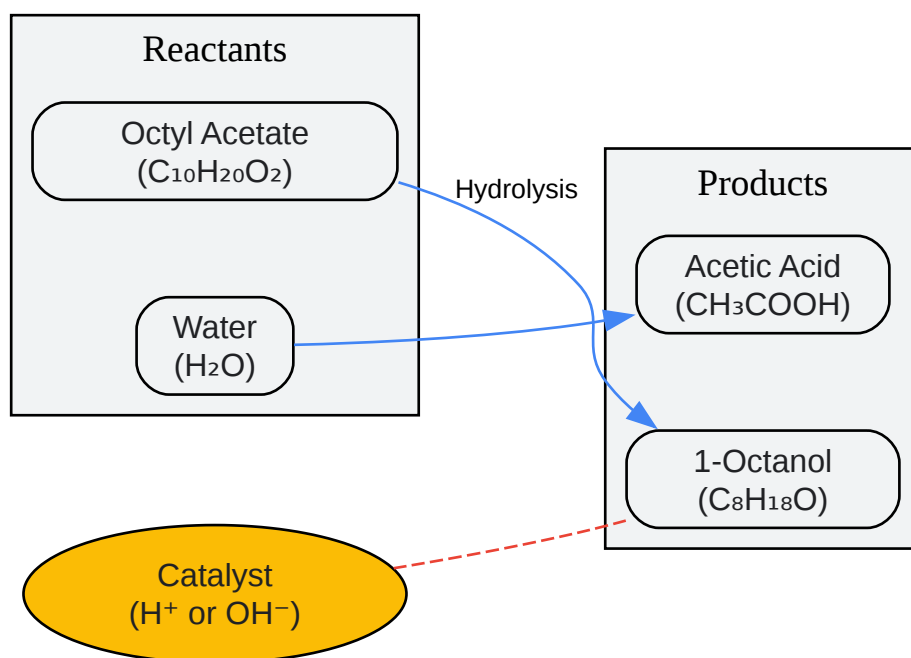 Reactants
Octyl Acetate
(C₁₀H₂₀O₂)
Water
(H₂O)
Hydrolysis
Products
Acetic Acid
(CH₃COOH)
1-Octanol
(C₈H₁₈O)
Catalyst
(H⁺ or OH⁻)